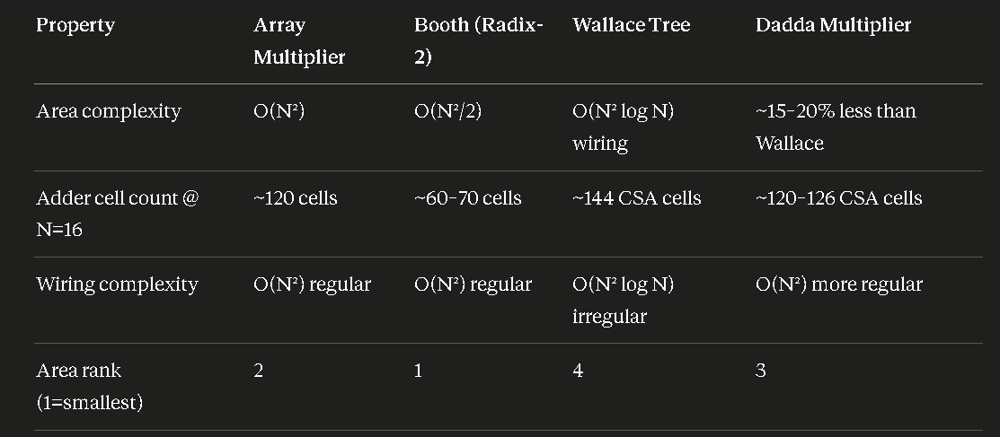 Property
Array
Multiplier
Booth (Radix-
2)
Wallace Tree
Dadda Multiplier
Area complexity
O(N²)
O(N²/2)
O(N² log N)
wiring
~15–20% less than
Wallace
Adder cell count @
N=16
~120 cells
~60–70 cells
~144 CSA cells
~120–126 CSA cells
Wiring complexity
O(N²) regular
O(N²) regular
O(N² log N)
irregular
O(N²) more regular
Area rank
(1=smallest)
2
1
4
3